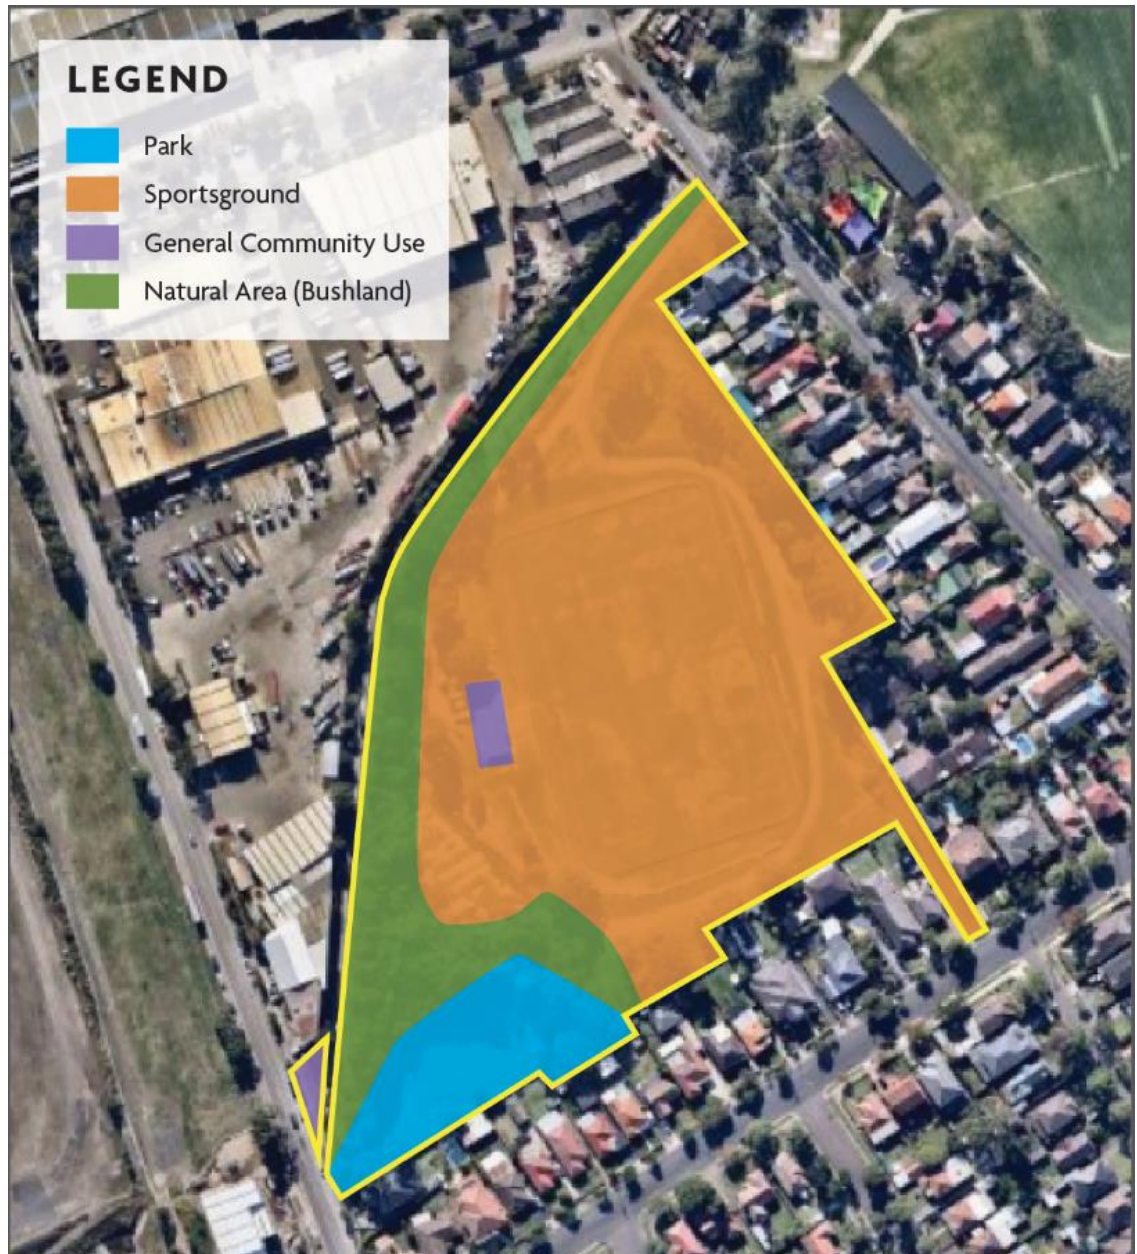 LEGEND
Park
Sportsground
General Community Use
Natural Area (Bushland)